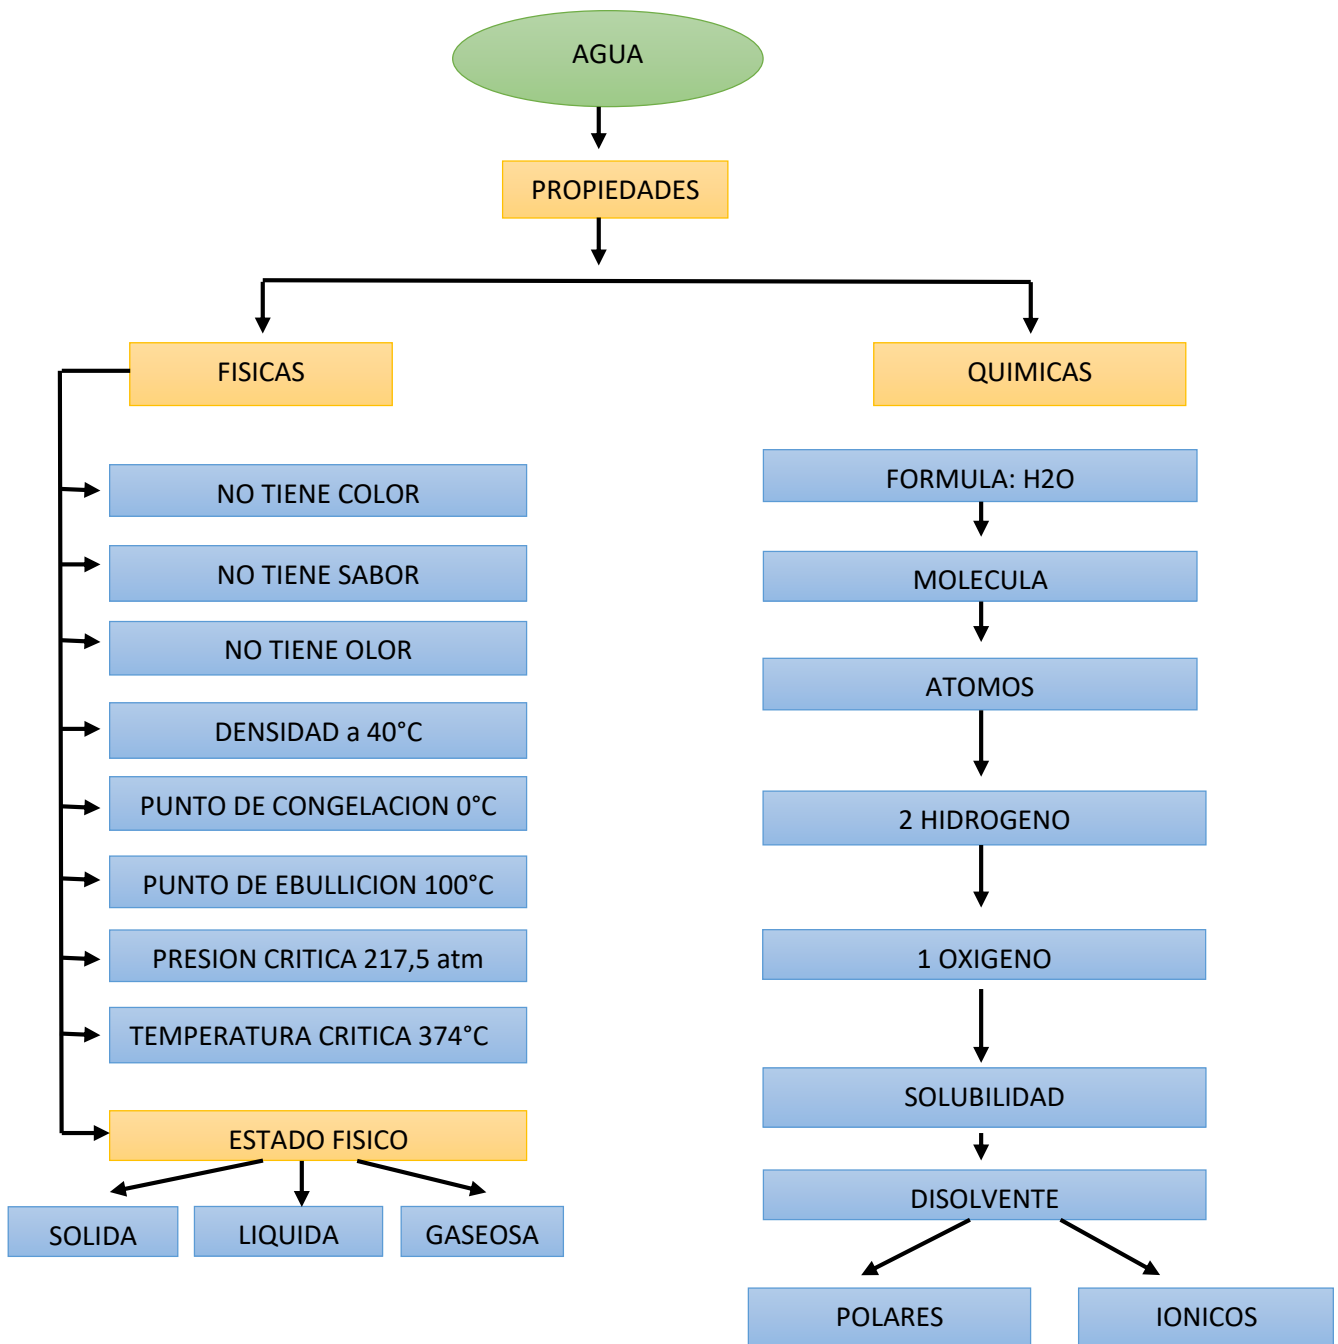 AGUA
PROPIEDADES
FISICAS
NO TIENE COLOR
NO TIENE SABOR
NO TIENE OLOR
DENSIDAD a 40°C
PUNTO DE CONGELACION 0°C
PUNTO DE EBULLICION 100°C
PRESION CRITICA 217,5 atm
TEMPERATURA CRITICA 374°C
ESTADO FISICO
SOLIDA
LIQUIDA
GASEOSA
QUIMICAS
FORMULA: H2O
MOLECULA
ATOMOS
2 HIDROGENO
1 OXIGENO
SOLUBILIDAD
DISOLVENTE
POLARES
IONICOS